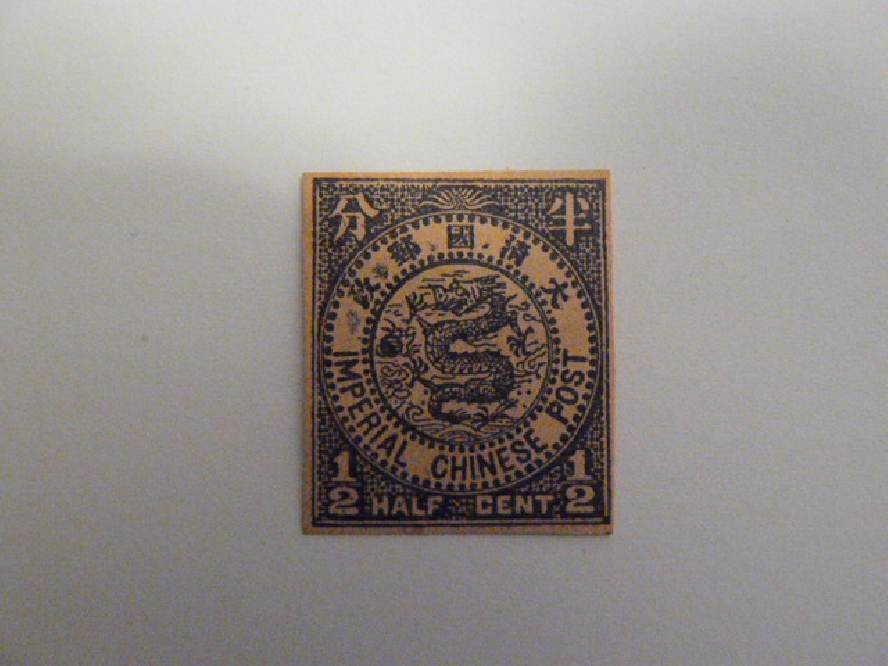 半分
大清國郵政
IMPERIAL CHINESE POST
1/2 HALF CENT 1/2